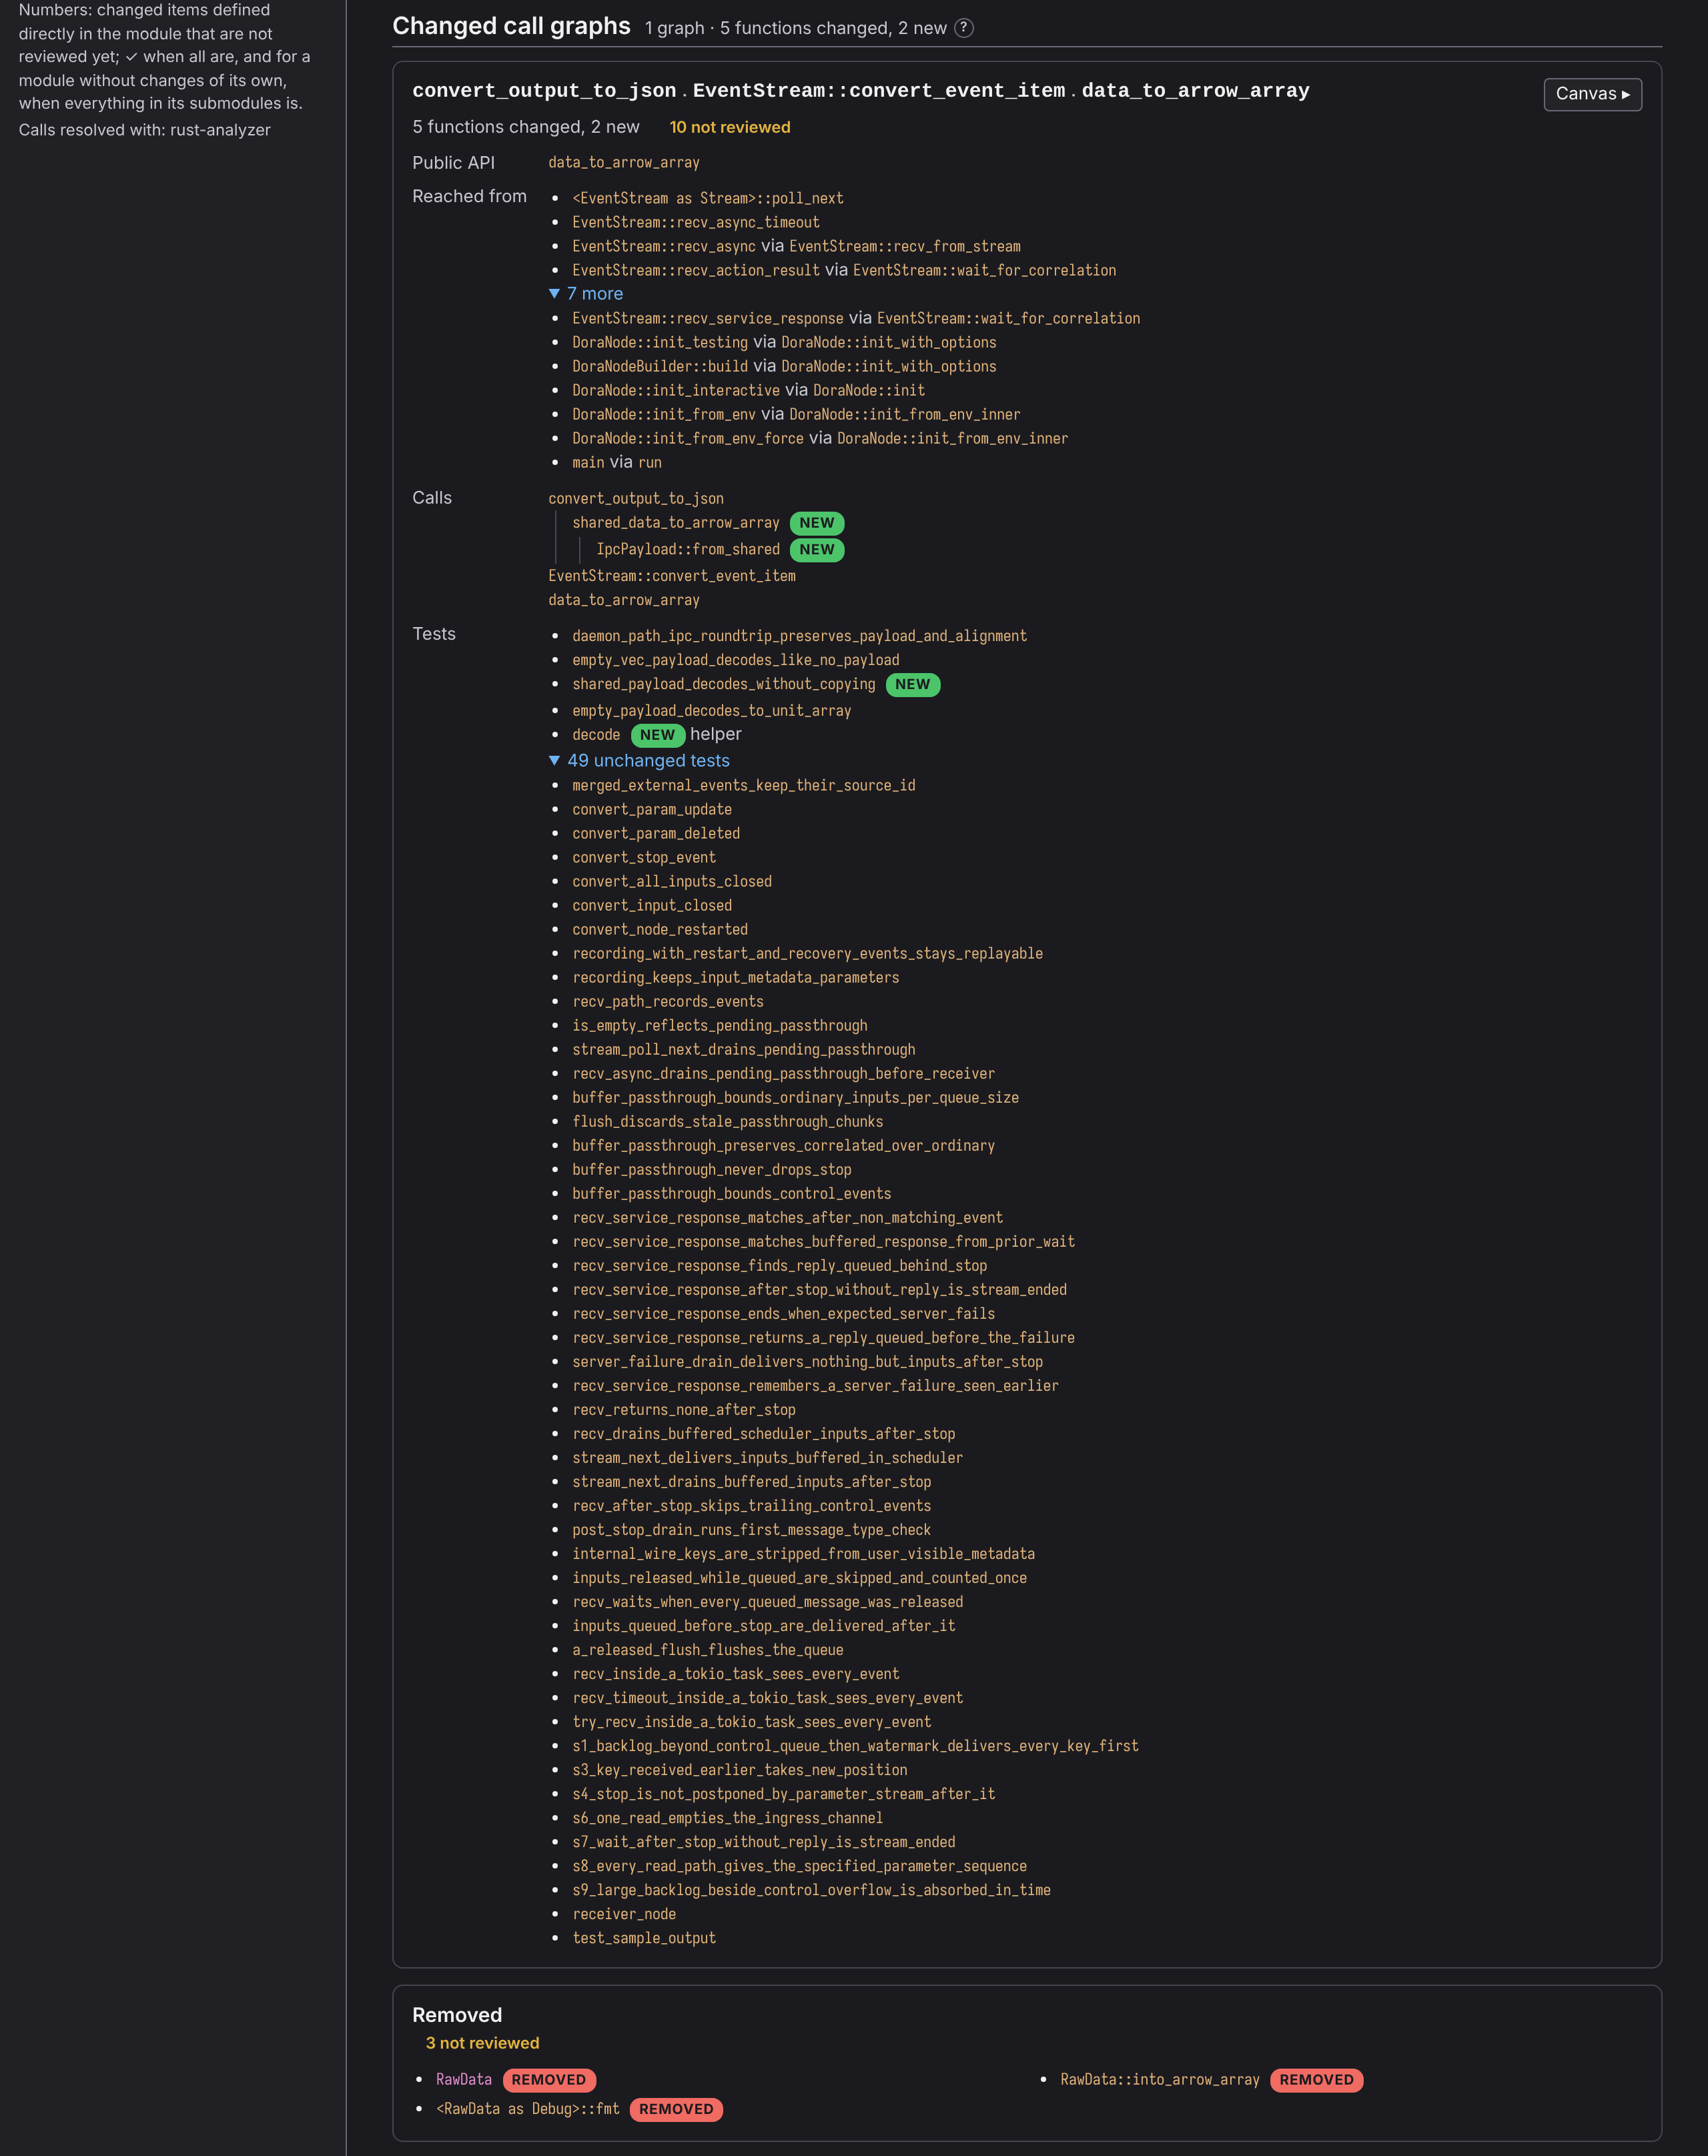 Numbers: changed items defined
directly in the module that are not
reviewed yet; ✓ when all are, and for a
module without changes of its own,
when everything in its submodules is.
Calls resolved with: rust-analyzer
Changed call graphs 1 graph · 5 functions changed, 2 new ?
convert_output_to_json . EventStream::convert_event_item . data_to_arrow_array
Canvas ▸
5 functions changed, 2 new 10 not reviewed
Public API data_to_arrow_array
Reached from
• <EventStream as Stream>::poll_next
• EventStream::recv_async_timeout
• EventStream::recv_async via EventStream::recv_from_stream
• EventStream::recv_action_result via EventStream::wait_for_correlation
▼ 7 more
• EventStream::recv_service_response via EventStream::wait_for_correlation
• DoraNode::init_testing via DoraNode::init_with_options
• DoraNodeBuilder::build via DoraNode::init_with_options
• DoraNode::init_interactive via DoraNode::init
• DoraNode::init_from_env via DoraNode::init_from_env_inner
• DoraNode::init_from_env_force via DoraNode::init_from_env_inner
• main via run
Calls convert_output_to_json
shared_data_to_arrow_array NEW
IpcPayload::from_shared NEW
EventStream::convert_event_item
data_to_arrow_array
Tests
• daemon_path_ipc_roundtrip_preserves_payload_and_alignment
• empty_vec_payload_decodes_like_no_payload
• shared_payload_decodes_without_copying NEW
• empty_payload_decodes_to_unit_array
• decode NEW helper
▼ 49 unchanged tests
• merged_external_events_keep_their_source_id
• convert_param_update
• convert_param_deleted
• convert_stop_event
• convert_all_inputs_closed
• convert_input_closed
• convert_node_restarted
• recording_with_restart_and_recovery_events_stays_replayable
• recording_keeps_input_metadata_parameters
• recv_path_records_events
• is_empty_reflects_pending_passthrough
• stream_poll_next_drains_pending_passthrough
• recv_async_drains_pending_passthrough_before_receiver
• buffer_passthrough_bounds_ordinary_inputs_per_queue_size
• flush_discards_stale_passthrough_chunks
• buffer_passthrough_preserves_correlated_over_ordinary
• buffer_passthrough_never_drops_stop
• buffer_passthrough_bounds_control_events
• recv_service_response_matches_after_non_matching_event
• recv_service_response_matches_buffered_response_from_prior_wait
• recv_service_response_finds_reply_queued_behind_stop
• recv_service_response_after_stop_without_reply_is_stream_ended
• recv_service_response_ends_when_expected_server_fails
• recv_service_response_returns_a_reply_queued_before_the_failure
• server_failure_drain_delivers_nothing_but_inputs_after_stop
• recv_service_response_remembers_a_server_failure_seen_earlier
• recv_returns_none_after_stop
• recv_drains_buffered_scheduler_inputs_after_stop
• stream_next_delivers_inputs_buffered_in_scheduler
• stream_next_drains_buffered_inputs_after_stop
• recv_after_stop_skips_trailing_control_events
• post_stop_drain_runs_first_message_type_check
• internal_wire_keys_are_stripped_from_user_visible_metadata
• inputs_released_while_queued_are_skipped_and_counted_once
• recv_waits_when_every_queued_message_was_released
• inputs_queued_before_stop_are_delivered_after_it
• a_released_flush_flushes_the_queue
• recv_inside_a_tokio_task_sees_every_event
• recv_timeout_inside_a_tokio_task_sees_every_event
• try_recv_inside_a_tokio_task_sees_every_event
• s1_backlog_beyond_control_queue_then_watermark_delivers_every_key_first
• s3_key_received_earlier_takes_new_position
• s4_stop_is_not_postponed_by_parameter_stream_after_it
• s6_one_read_empties_the_ingress_channel
• s7_wait_after_stop_without_reply_is_stream_ended
• s8_every_read_path_gives_the_specified_parameter_sequence
• s9_large_backlog_beside_control_overflow_is_absorbed_in_time
• receiver_node
• test_sample_output
Removed
3 not reviewed
• RawData REMOVED
• RawData::into_arrow_array REMOVED
• <RawData as Debug>::fmt REMOVED